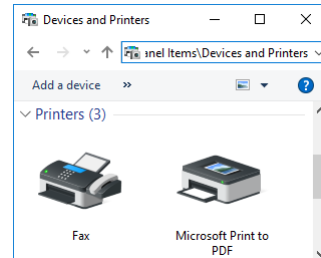 Devices and Printers
anel Items\Devices and Printers
Add a device »
?
Printers (3)
Fax
Microsoft Print to
PDF